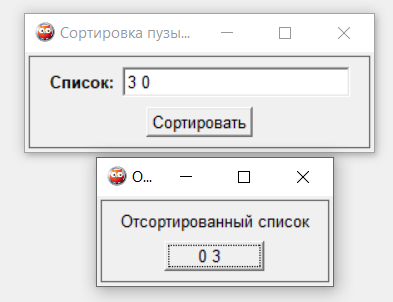 Сортировка пузы...
Список: 3 0
Сортировать
О...
Отсортированный список
0 3